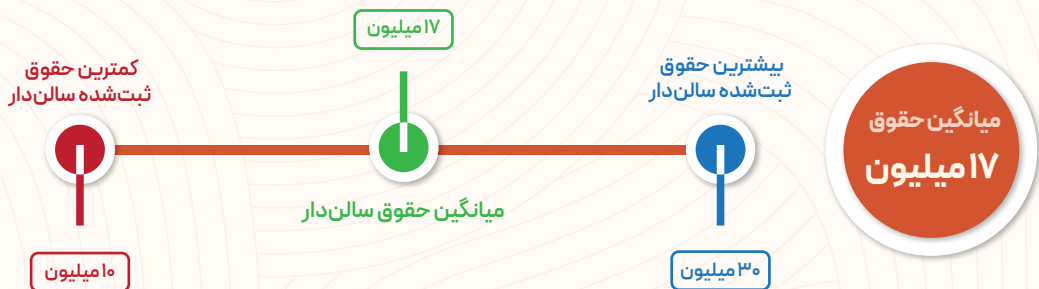 میانگین حقوق
۱۷ میلیون
بیشترین حقوق
ثبت‌شده سالن‌دار
۳۰ میلیون
۱۷ میلیون
میانگین حقوق سالن‌دار
کمترین حقوق
ثبت‌شده سالن‌دار
۱۰ میلیون